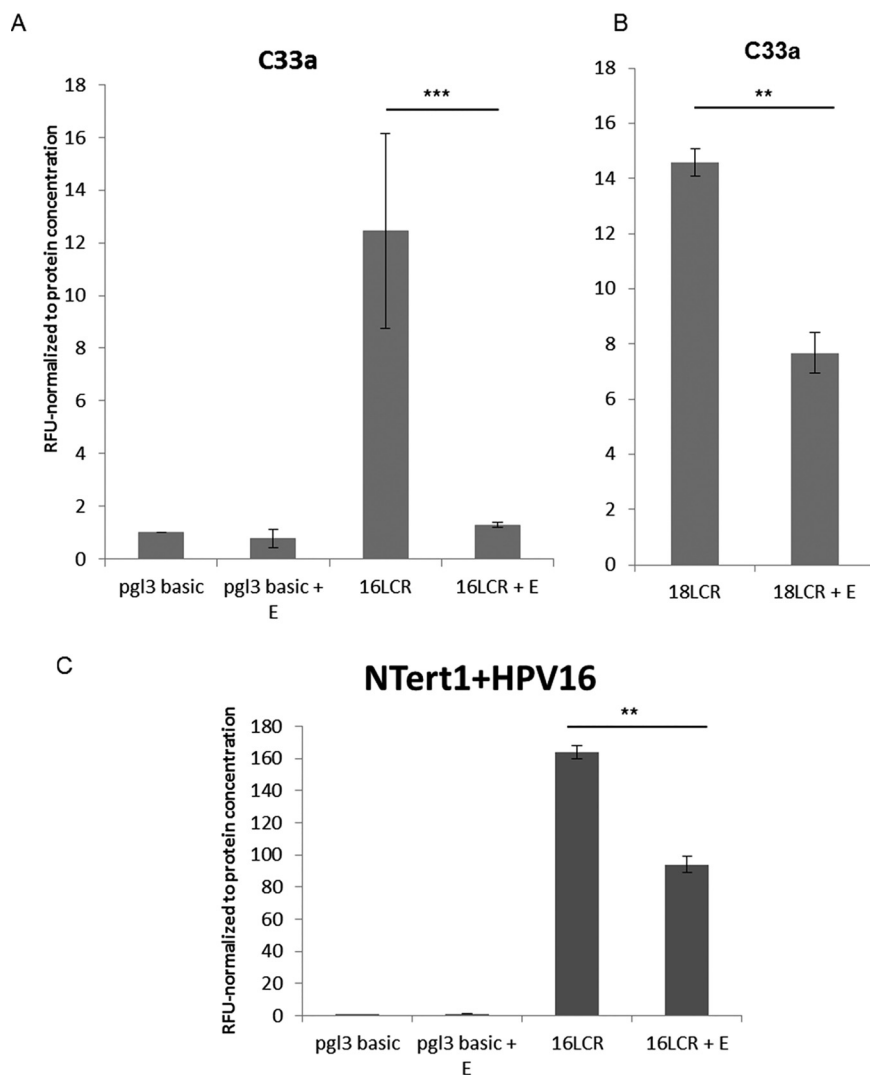 A
C33a
RFU-normalized to protein concentration
18
16
14
12
10
8
6
4
2
0
***
pgl3 basic
pgl3 basic +
E
16LCR
16LCR + E
B
C33a
18
16
14
12
10
8
6
4
2
0
**
18LCR
18LCR + E
C
NTert1+HPV16
RFU-normalized to protein concentration
180
160
140
120
100
80
60
40
20
0
**
pgl3 basic
pgl3 basic +
E
16LCR
16LCR + E